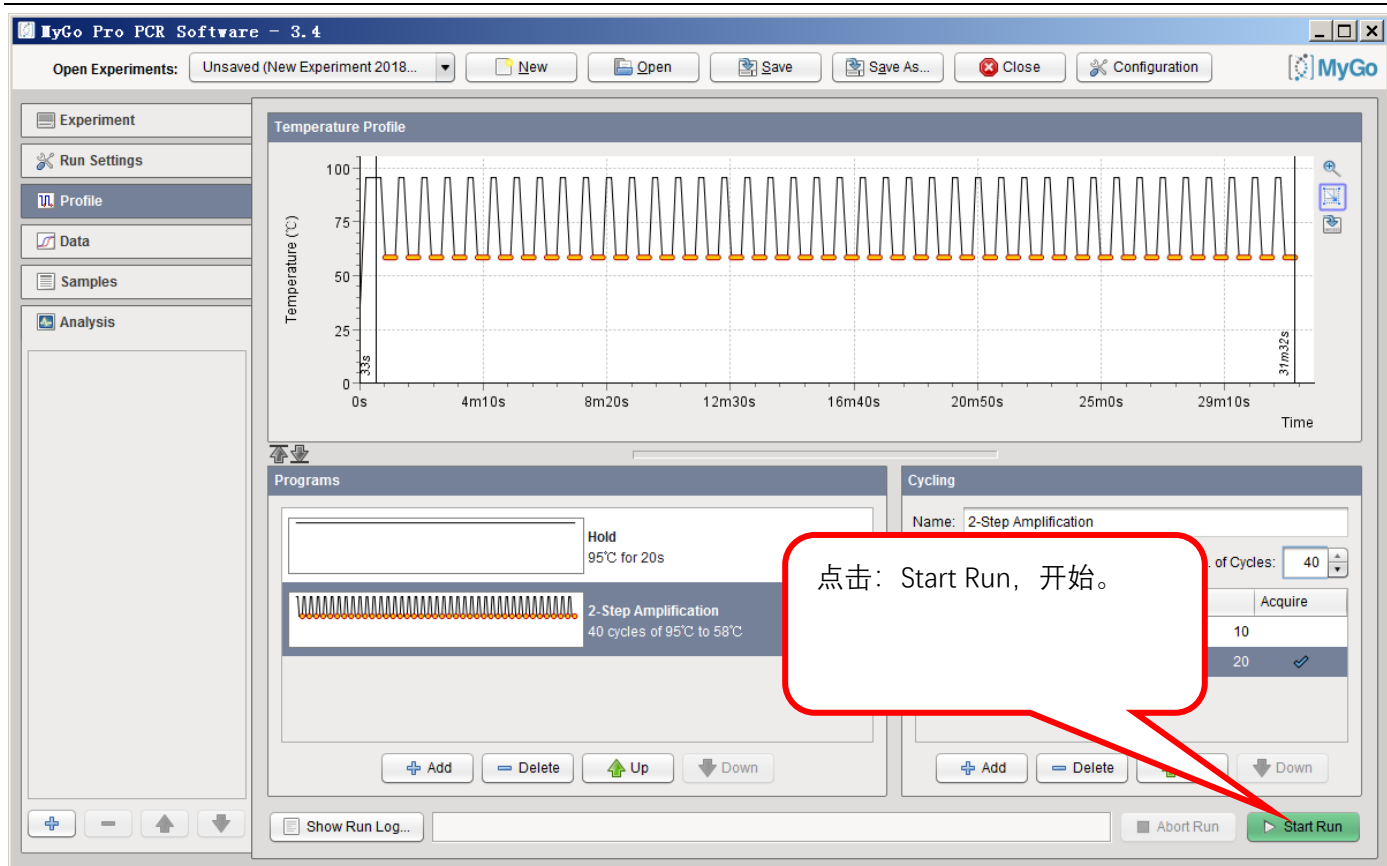 MyGo Pro PCR Software - 3.4
Open Experiments: Unsaved (New Experiment 2018... New Open Save Save As... Close Configuration MyGo
Experiment
Run Settings
Profile
Data
Samples
Analysis
Temperature Profile
Temperature (℃)
100
75
50
25
0
33s
31m32s
0s 4m10s 8m20s 12m30s 16m40s 20m50s 25m0s 29m10s
Time
Programs
Hold
95℃ for 20s
2-Step Amplification
40 cycles of 95℃ to 58℃
Add Delete Up Down
Cycling
Name: 2-Step Amplification
of Cycles: 40
Acquire
10
20
点击：Start Run，开始。
Add Delete Down
Show Run Log... Abort Run Start Run